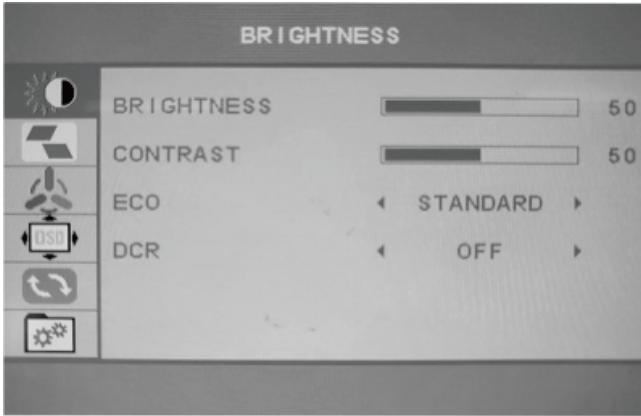 BRIGHTNESS
BRIGHTNESS 50
CONTRAST 50
ECO STANDARD
DCR OFF
OSD